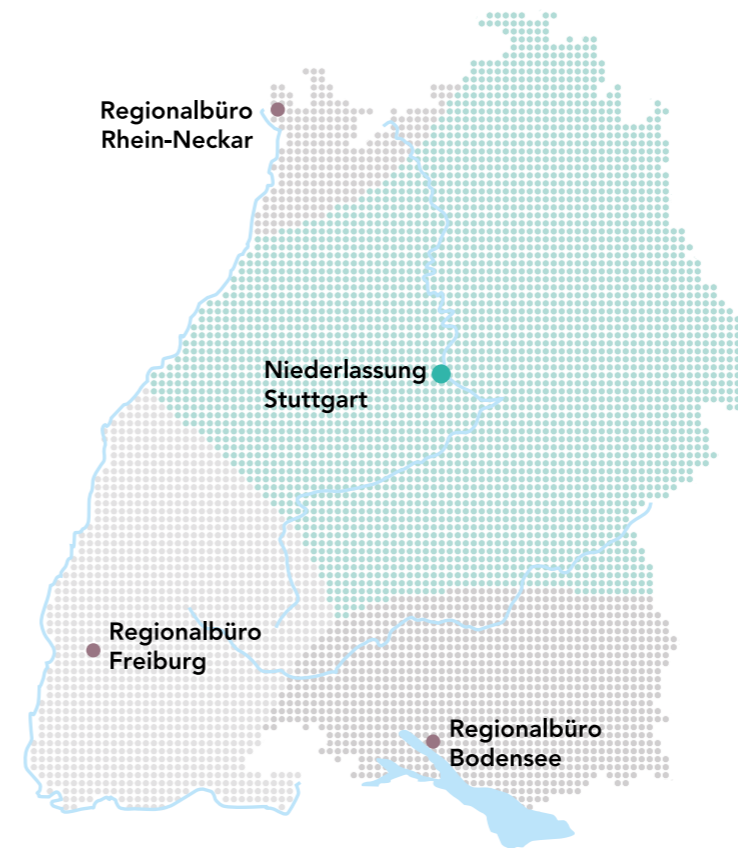 Regionalbüro
Rhein-Neckar
Niederlassung
Stuttgart
Regionalbüro
Freiburg
Regionalbüro
Bodensee